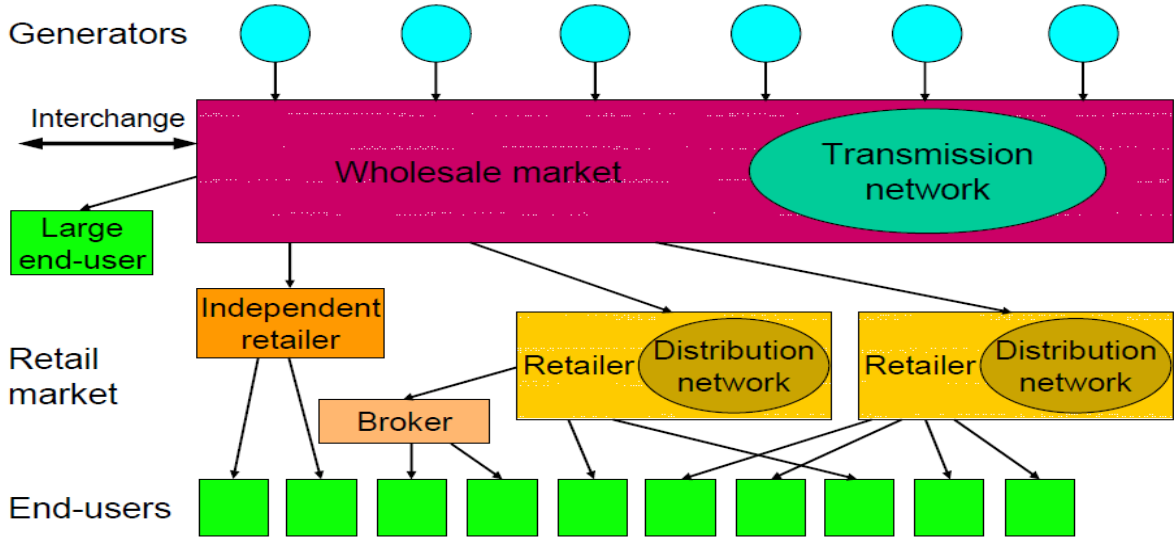 Generators
Interchange
Wholesale market
Transmission
network
Large
end-user
Independent
retailer
Retail
market
Retailer
Distribution
network
Retailer
Distribution
network
Broker
End-users